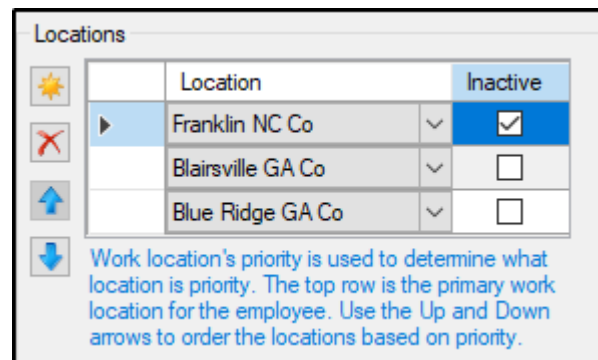 Locations
Location Inactive
Franklin NC Co
Blairsville GA Co
Blue Ridge GA Co
Work location's priority is used to determine what
location is priority. The top row is the primary work
location for the employee. Use the Up and Down
arrows to order the locations based on priority.